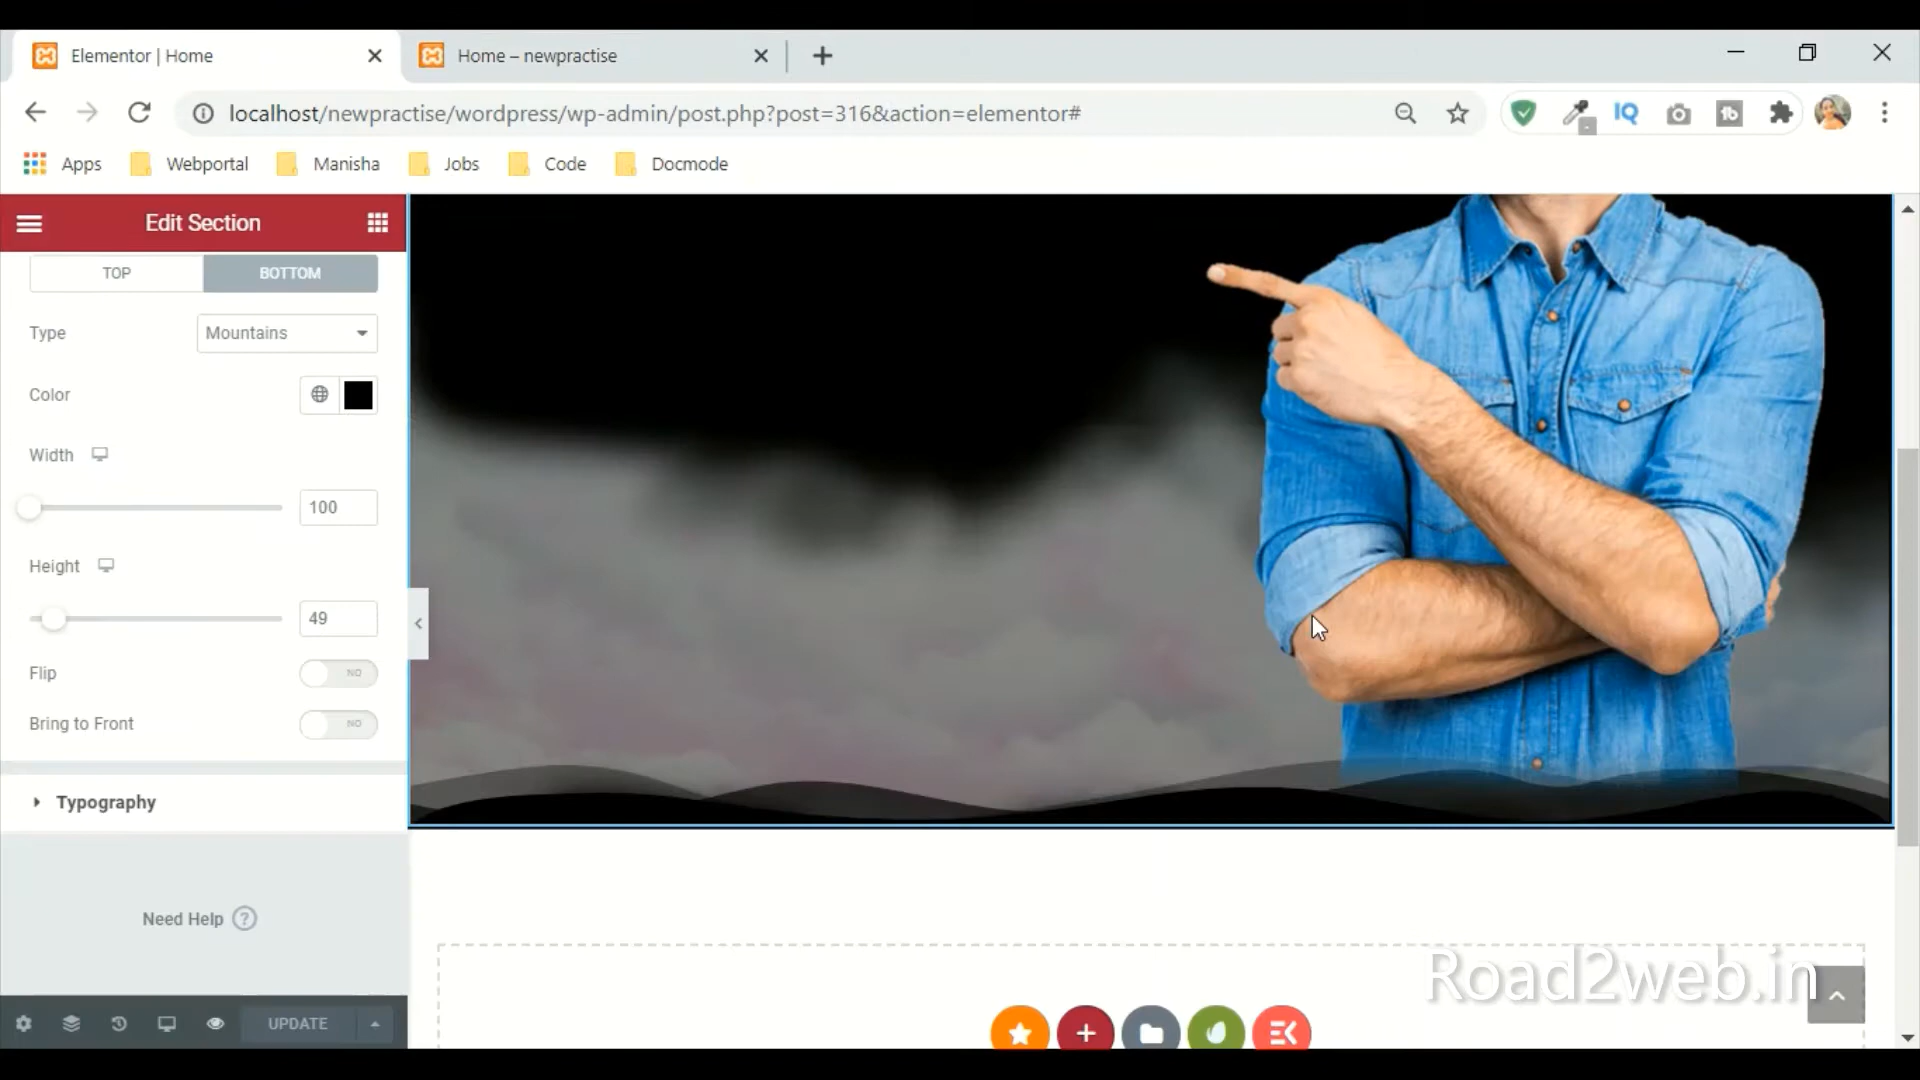 Elementor | Home
Home – newpractise
localhost/newpractise/wordpress/wp-admin/post.php?post=316&action=elementor#
IQ
Apps
Webportal
Manisha
Jobs
Code
Docmode
Edit Section
TOP
BOTTOM
Type
Mountains
Color
Width
100
Height
49
Flip
NO
Bring to Front
NO
Typography
Need Help ?
UPDATE
Road2web.in